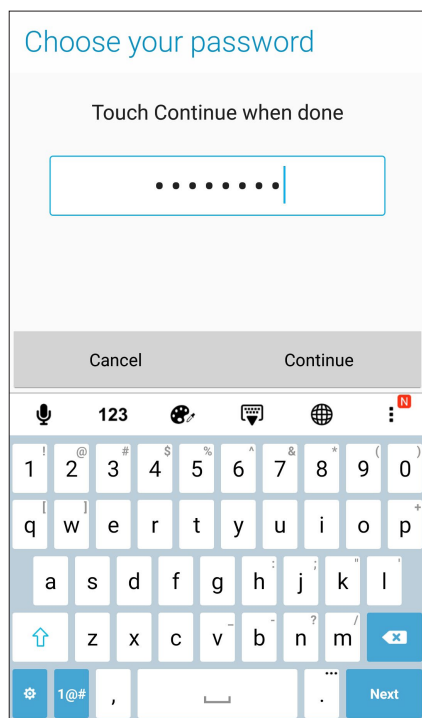 Choose your password
Touch Continue when done
••••••••
Cancel Continue
123 N
! @ # $ % ^ & * ( )
1 2 3 4 5 6 7 8 9 0
[ ] +
q w e r t y u i o p
: ; " '
a s d f g h j k l
_ - ? /
z x c v b n m
1@# , . Next